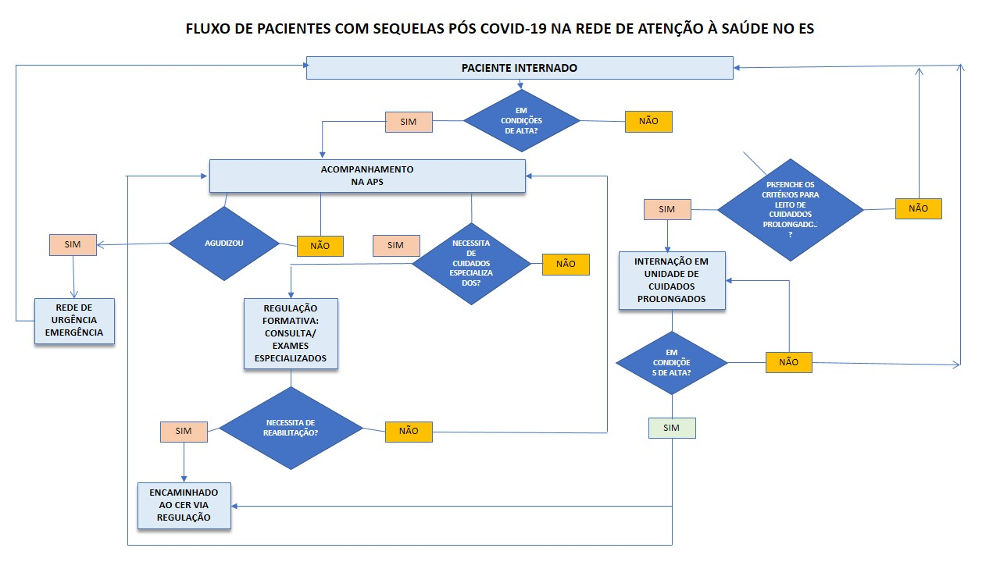 FLUXO DE PACIENTES COM SEQUELAS PÓS COVID-19 NA REDE DE ATENÇÃO À SAÚDE NO ES
PACIENTE INTERNADO
EM
CONDIÇÕES
DE ALTA?
SIM
NÃO
ACOMPANHAMENTO
NA APS
PREENCHE OS
CRITÉRIOS PARA
LEITO DE
CUIDADDOS
PROLONGADO..
?
SIM
NÃO
AGUDIZOU
SIM
NÃO
NECESSITA
DE
CUIDADOS
ESPECIALIZA
DOS?
SIM
NÃO
INTERNAÇÃO EM
UNIDADE DE
CUIDADOS
PROLONGADOS
REDE DE
URGÊNCIA
EMERGÊNCIA
REGULAÇÃO
FORMATIVA:
CONSULTA/
EXAMES
ESPECIALIZADOS
EM
CONDIÇÕE
S DE ALTA?
NÃO
SIM
NECESSITA DE
REABILITAÇÃO?
SIM
NÃO
ENCAMINHADO
AO CER VIA
REGULAÇÃO